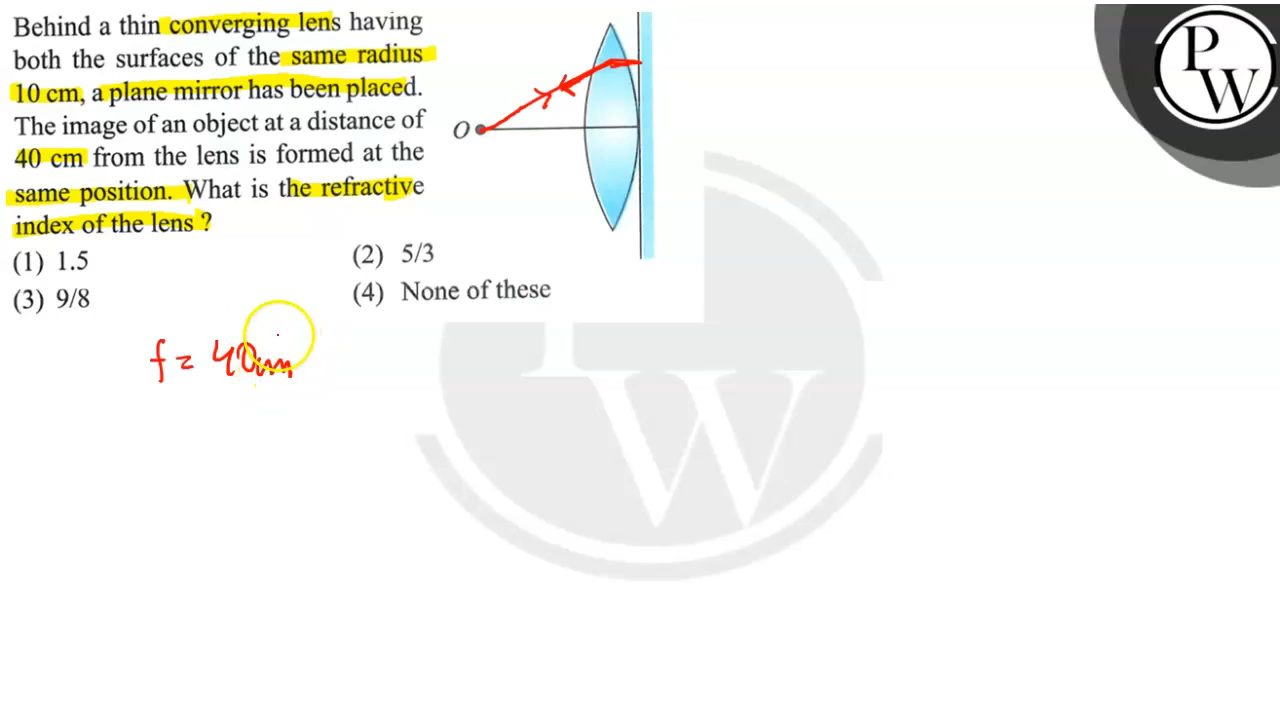 Behind a thin converging lens having
both the surfaces of the same radius
10 cm, a plane mirror has been placed.
The image of an object at a distance of
40 cm from the lens is formed at the
same position. What is the refractive
index of the lens ?
(1) 1.5
(2) 5/3
(3) 9/8
(4) None of these
O
f = 40cm
P
W
W